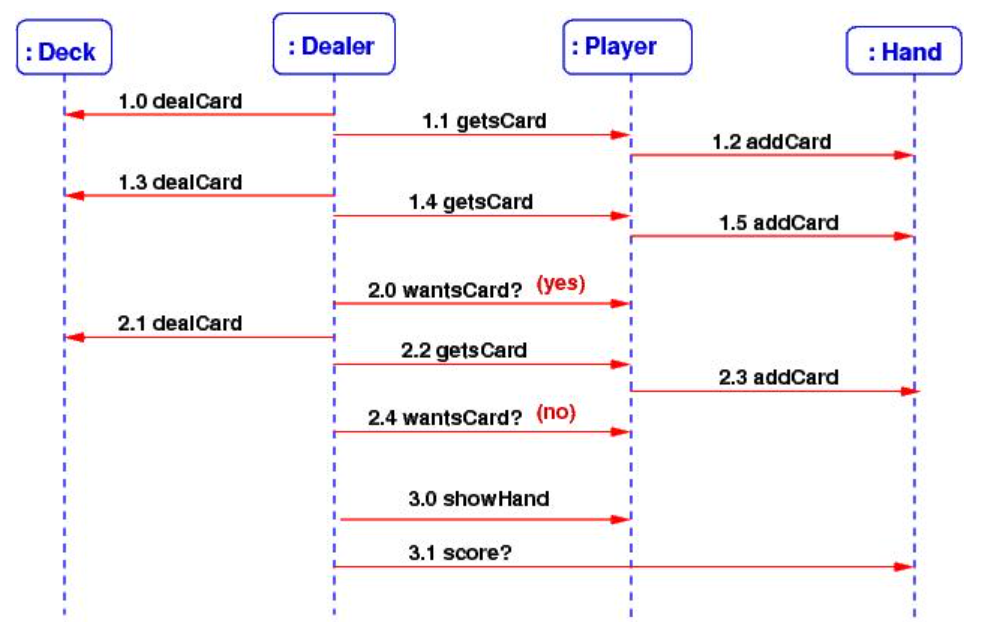 : Deck
: Dealer
: Player
: Hand
1.0 dealCard
1.1 getsCard
1.2 addCard
1.3 dealCard
1.4 getsCard
1.5 addCard
2.0 wantsCard? (yes)
2.1 dealCard
2.2 getsCard
2.3 addCard
2.4 wantsCard? (no)
3.0 showHand
3.1 score?